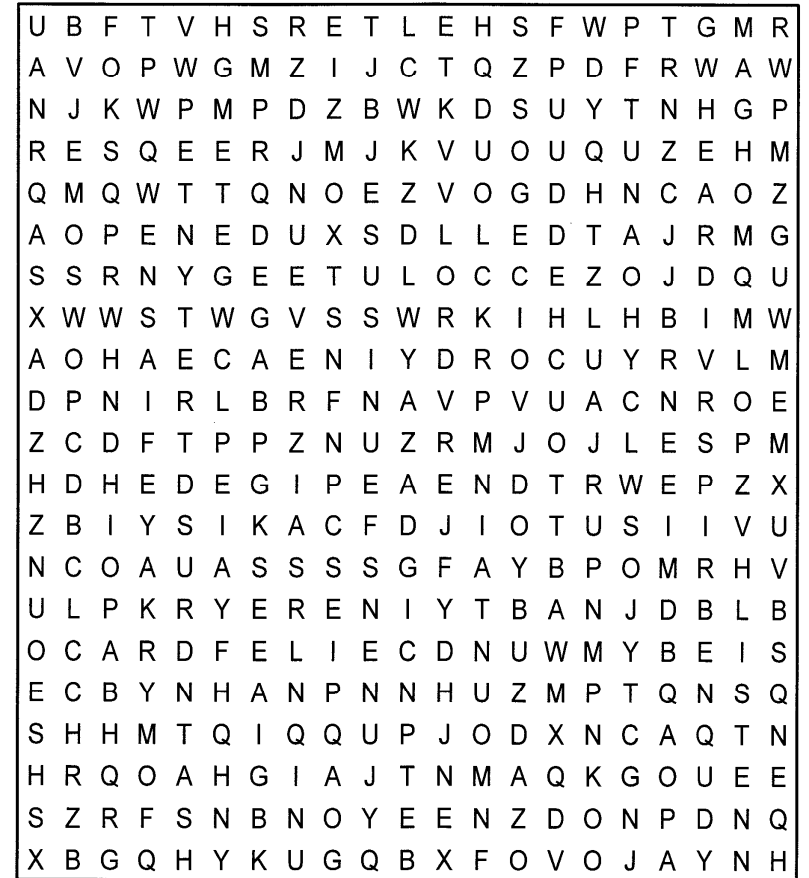 U B F T V H S R E T L E H S F W P T G M R
A V O P W G M Z I J C T Q Z P D F R W A W
N J K W P M P D Z B W K D S U Y T N H G P
R E S Q E E R J M J K V U O U Q U Z E H M
Q M Q W T T Q N O E Z V O G D H N C A O Z
A O P E N E D U X S D L L E D T A J R M G
S S R N Y G E E T U L O C C E Z O J D Q U
X W W S T W G V S S W R K I H L H B I M W
A O H A E C A E N I Y D R O C U Y R V L M
D P N I R L B R F N A V P V U A C N R O E
Z C D F T P P Z N U Z R M J O J L E S P M
H D H E D E G I P E A E N D T R W E P Z X
Z B I Y S I K A C F D J I O T U S I I V U
N C O A U A S S S S G F A Y B P O M R H V
U L P K R Y E R E N I Y T B A N J D B L B
O C A R D F E L I E C D N U W M Y B E I S
E C B Y N H A N P N N H U Z M P T Q N S Q
S H H M T Q I Q Q U P J O D X N C A Q T N
H R Q O A H G I A J T N M A Q K G O U E E
S Z R F S N B N O Y E E N Z D O N P D N Q
X B G Q H Y K U G Q B X F O V O J A Y N H